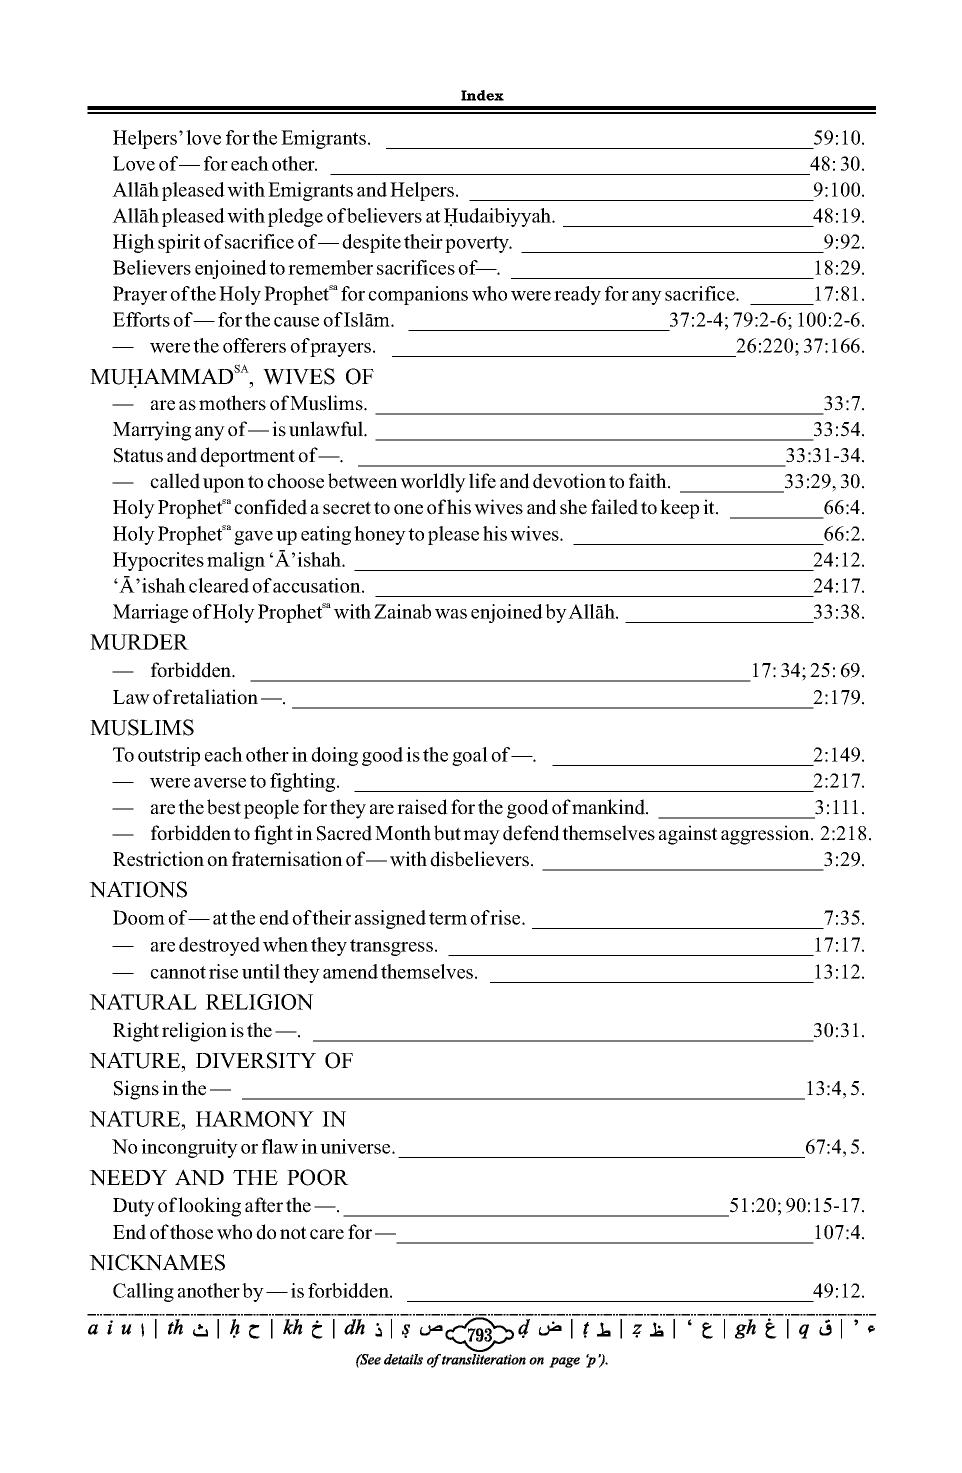 Index
Helpers’ love for the Emigrants. 59:10.
Love of — for each other. 48: 30.
Allāh pleased with Emigrants and Helpers. 9:100.
Allāh pleased with pledge of believers at Ḥudaibiyyah. 48:19.
High spirit of sacrifice of — despite their poverty. 9:92.
Believers enjoined to remember sacrifices of—. 18:29.
Prayer of the Holy Prophetsa for companions who were ready for any sacrifice. 17:81.
Efforts of — for the cause of Islām. 37:2-4; 79:2-6; 100:2-6.
— were the offerers of prayers. 26:220; 37:166.
MUḤAMMADSA, WIVES OF
— are as mothers of Muslims. 33:7.
Marrying any of — is unlawful. 33:54.
Status and deportment of —. 33:31-34.
— called upon to choose between worldly life and devotion to faith. 33:29, 30.
Holy Prophetsa confided a secret to one of his wives and she failed to keep it. 66:4.
Holy Prophetsa gave up eating honey to please his wives. 66:2.
Hypocrites malign ‘Ā’ishah. 24:12.
‘Ā’ishah cleared of accusation. 24:17.
Marriage of Holy Prophetsa with Zainab was enjoined by Allāh. 33:38.
MURDER
— forbidden. 17: 34; 25: 69.
Law of retaliation —. 2:179.
MUSLIMS
To outstrip each other in doing good is the goal of —. 2:149.
— were averse to fighting. 2:217.
— are the best people for they are raised for the good of mankind. 3:111.
— forbidden to fight in Sacred Month but may defend themselves against aggression. 2:218.
Restriction on fraternisation of — with disbelievers. 3:29.
NATIONS
Doom of — at the end of their assigned term of rise. 7:35.
— are destroyed when they transgress. 17:17.
— cannot rise until they amend themselves. 13:12.
NATURAL RELIGION
Right religion is the —. 30:31.
NATURE, DIVERSITY OF
Signs in the — 13:4, 5.
NATURE, HARMONY IN
No incongruity or flaw in universe. 67:4, 5.
NEEDY AND THE POOR
Duty of looking after the —. 51:20; 90:15-17.
End of those who do not care for — 107:4.
NICKNAMES
Calling another by — is forbidden. 49:12.
a i u ا | th ث | ḥ ح | kh خ | dh ذ | ṣ ص 793 ḍ ض | ṭ ط | ẓ ظ | ‘ ع | gh غ | q ق | ’ ء
(See details of transliteration on page ‘p’).